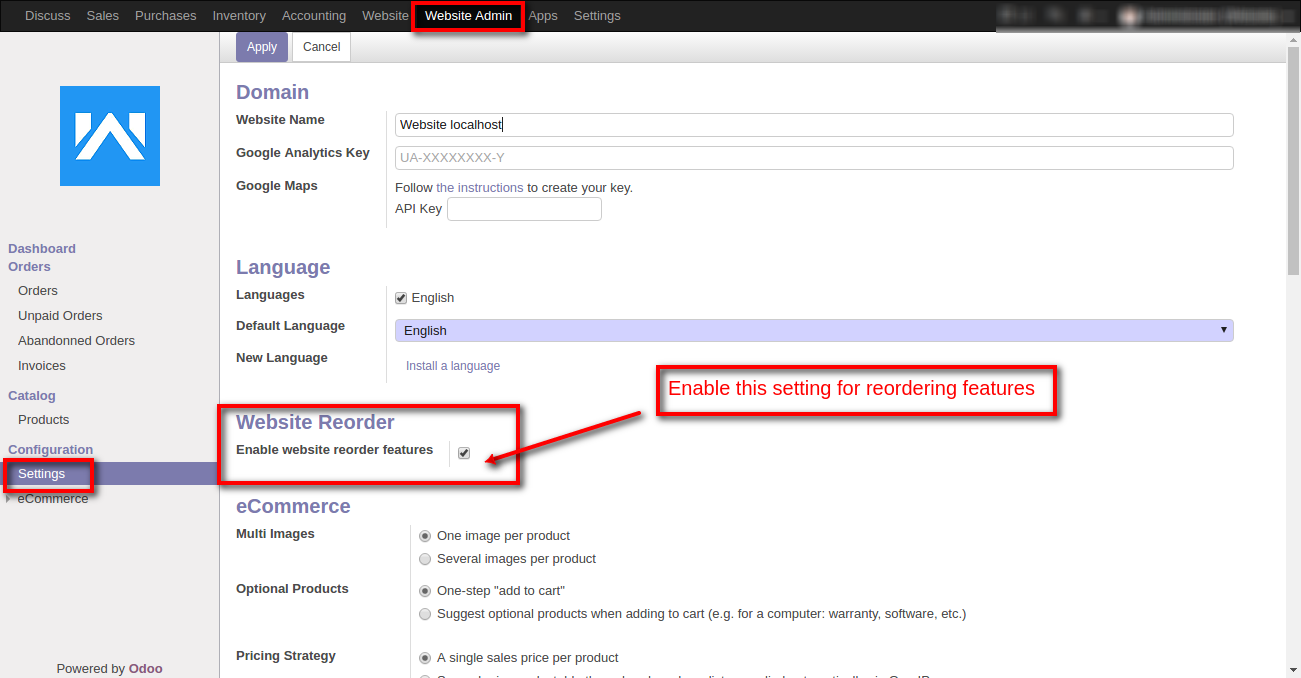 Discuss Sales Purchases Inventory Accounting Website Website Admin Apps Settings
Apply Cancel
Domain
Website Name Website localhost
Google Analytics Key UA-XXXXXXXX-Y
Google Maps Follow the instructions to create your key.
API Key
Dashboard
Orders
Orders
Unpaid Orders
Abandonned Orders
Invoices
Catalog
Products
Configuration
Settings
eCommerce
Powered by Odoo
Language
Languages English
Default Language English
New Language Install a language
Enable this setting for reordering features
Website Reorder
Enable website reorder features
eCommerce
Multi Images One image per product
Several images per product
Optional Products One-step "add to cart"
Suggest optional products when adding to cart (e.g. for a computer: warranty, software, etc.)
Pricing Strategy A single sales price per product